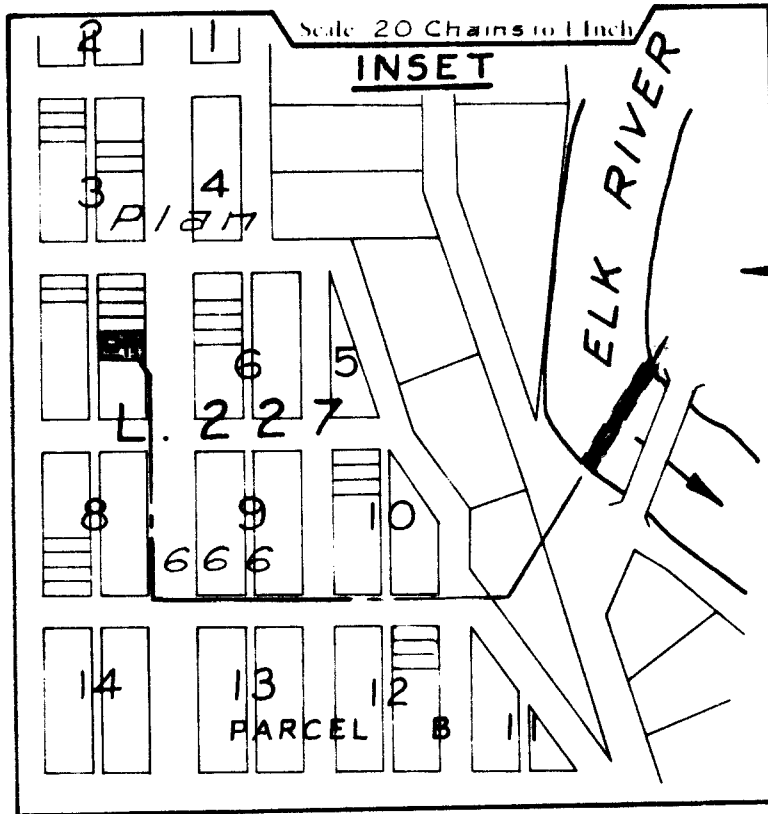 Scale 20 Chains to 1 Inch
INSET
2 1
3 4
Plan
ELK RIVER
6 5
L. 227
8 9 10
666
14 13 12 11
PARCEL B